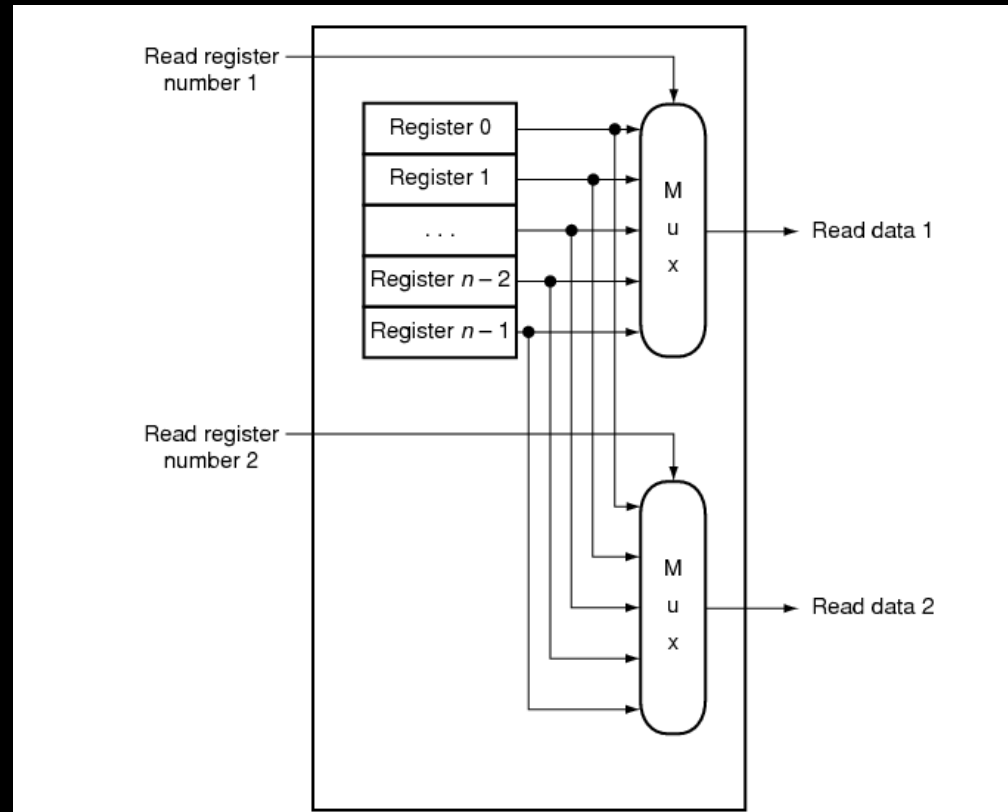 Read register
number 1
Register 0
Register 1
. . .
Register n – 2
Register n – 1
M
u
x
Read data 1
Read register
number 2
M
u
x
Read data 2